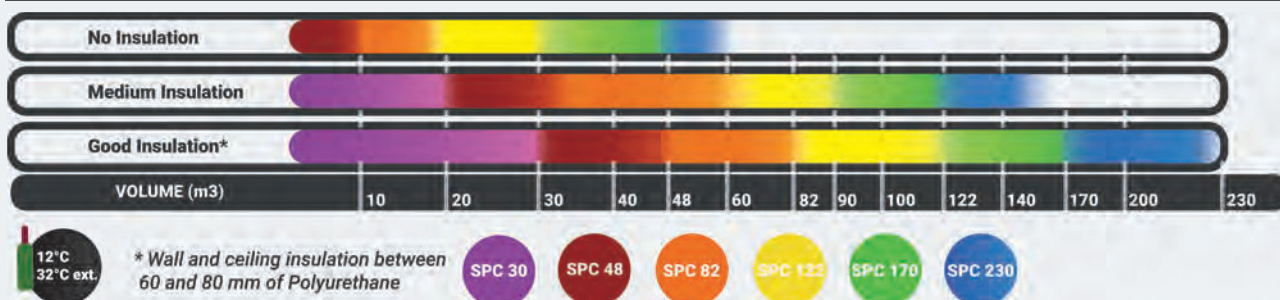 No Insulation
Medium Insulation
Good Insulation*
VOLUME (m3) 10 20 30 40 48 60 82 90 100 122 140 170 200 230
12°C
32°C ext.
* Wall and ceiling insulation between
60 and 80 mm of Polyurethane
SPC 30 SPC 48 SPC 82 SPC 122 SPC 170 SPC 230